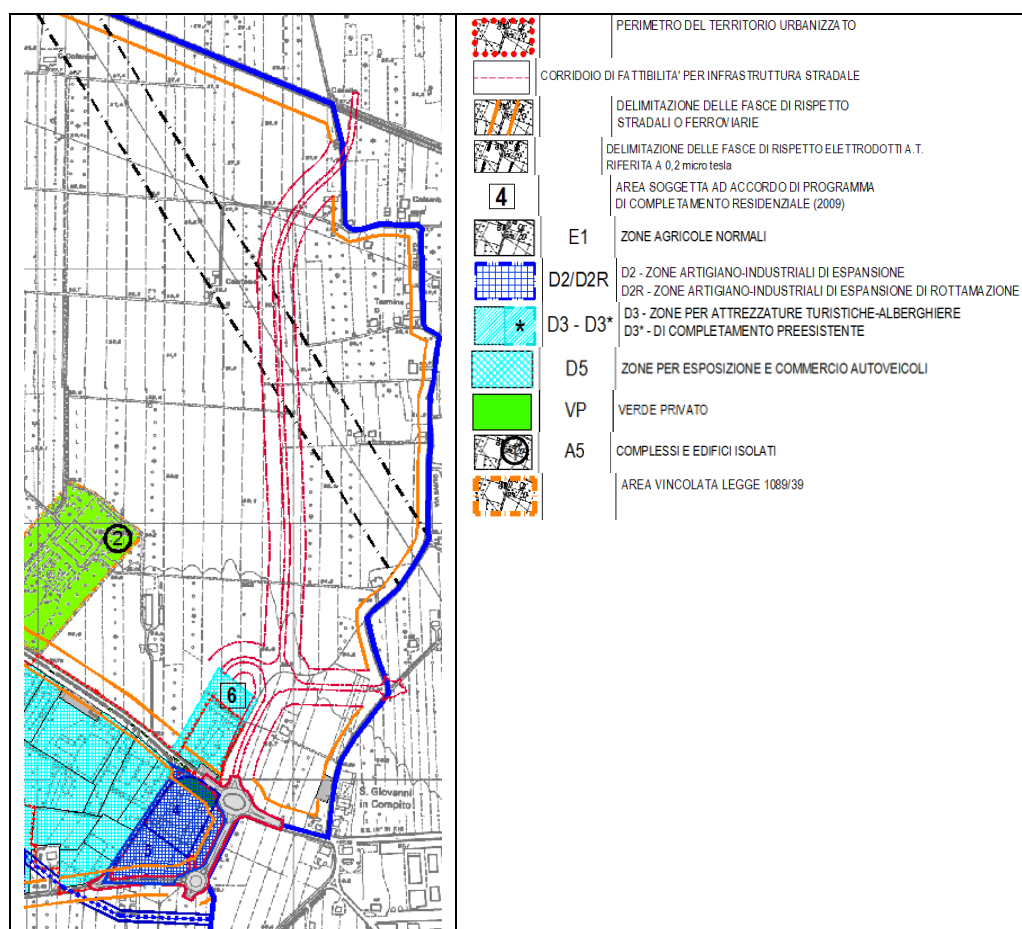 PERIMETRO DEL TERRITORIO URBANIZZATO
CORRIDOIO DI FATTIBILITA' PER INFRASTRUTTURA STRADALE
DELIMITAZIONE DELLE FASCE DI RISPETTO
STRADALI O FERROVIARIE
DELIMITAZIONE DELLE FASCE DI RISPETTO ELETTRODOTTI A.T.
RIFERITA A 0,2 micro tesla
4
AREA SOGGETTA AD ACCORDO DI PROGRAMMA
DI COMPLETAMENTO RESIDENZIALE (2009)
E1
ZONE AGRICOLE NORMALI
D2/D2R
D2 - ZONE ARTIGIANO-INDUSTRIALI DI ESPANSIONE
D2R - ZONE ARTIGIANO-INDUSTRIALI DI ESPANSIONE DI ROTTAMAZIONE
*
D3 - D3*
D3 - ZONE PER ATTREZZATURE TURISTICHE-ALBERGHIERE
D3* - DI COMPLETAMENTO PREESISTENTE
D5
ZONE PER ESPOSIZIONE E COMMERCIO AUTOVEICOLI
VP
VERDE PRIVATO
A5
COMPLESSI E EDIFICI ISOLATI
AREA VINCOLATA LEGGE 1089/39
Termine
2
6
S. Giovanni
in Compito